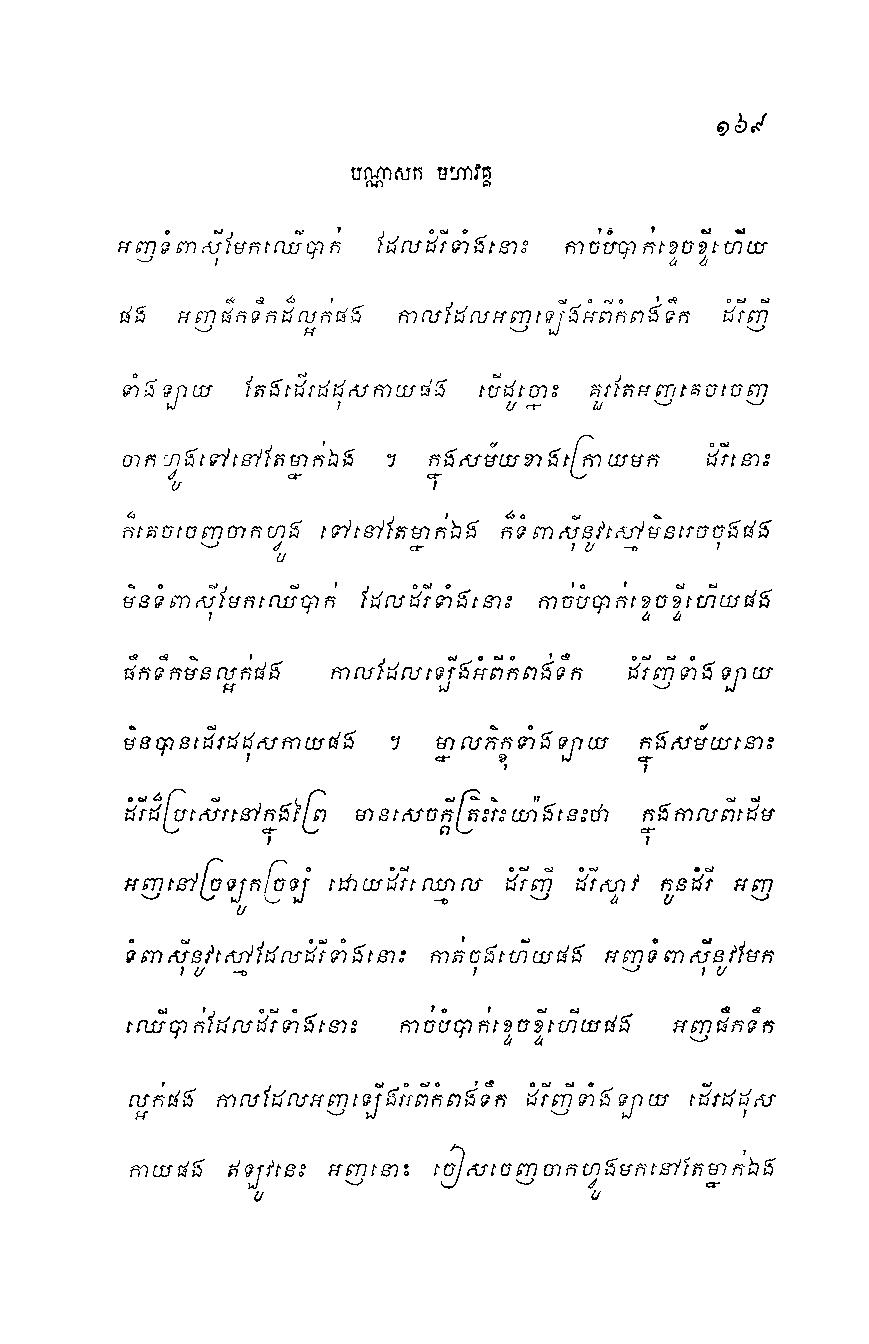 ១៦៩
បណ្ណាសក មហាវគ្គ
អញទំពាស៊ីមែកឈើបាក់ ដែលដំរីទាំងនោះ កាច់បំបាក់ខ្ទេចខ្ទីហើយ
ផង អញផឹកទឹកដ៏ល្អក់ផង កាលដែលអញឡើងអំពីកំពង់ទឹក ដំរីញី
ទាំងឡាយ តែងដើរដដុសកាយផង បើដូច្នោះ គួរតែអញគេចចេញ
ចាកហ្វូងទៅនៅតែម្នាក់ឯង ។ ក្នុងសម័យខាងក្រោយមក ដំរីនោះ
ក៏គេចចេញចាកហ្វូង ទៅនៅតែម្នាក់ឯង ក៏ទំពាស៊ីនូវស្មៅមិនរេចចុងផង
មិនទំពាស៊ីមែកឈើបាក់ ដែលដំរីទាំងនោះ កាច់បំបាក់ខ្ទេចខ្ទីហើយផង
ផឹកទឹកមិនល្អក់ផង កាលដែលឡើងអំពីកំពង់ទឹក ដំរីញីទាំងឡាយ
មិនបានដើរដដុសកាយផង ។ ម្នាលភិក្ខុទាំងឡាយ ក្នុងសម័យនោះ
ដំរីដ៏ប្រសើរនៅក្នុងព្រៃ មានសេចក្តីត្រិះរិះយ៉ាងនេះថា ក្នុងកាលពីដើម
អញនៅច្រឡូកច្រឡំ ដោយដំរីឈ្មោល ដំរីញី ដំរីស្ទាវ កូនដំរី អញ
ទំពាស៊ីនូវស្មៅដែលដំរីទាំងនោះ កាត់ចុងហើយផង អញទំពាស៊ីនូវមែក
ឈើបាក់ដែលដំរីទាំងនោះ កាច់បំបាក់ខ្ទេចខ្ទីហើយផង អញផឹកទឹក
ល្អក់ផង កាលដែលអញឡើងអំពីកំពង់ទឹក ដំរីញីទាំងឡាយ ដើរដដុស
កាយផង ឥឡូវនេះ អញនោះ ចៀសចេញចាកហ្វូងមកនៅតែម្នាក់ឯង